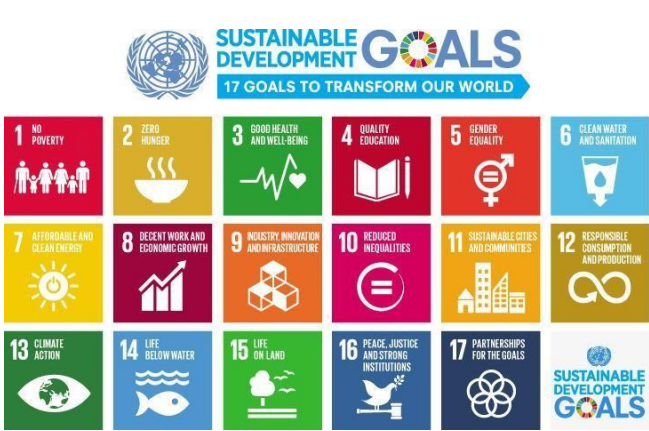 SUSTAINABLE
DEVELOPMENT
GOALS
17 GOALS TO TRANSFORM OUR WORLD
1 NO
POVERTY
2 ZERO
HUNGER
3 GOOD HEALTH
AND WELL-BEING
4 QUALITY
EDUCATION
5 GENDER
EQUALITY
6 CLEAN WATER
AND SANITATION
7 AFFORDABLE AND
CLEAN ENERGY
8 DECENT WORK AND
ECONOMIC GROWTH
9 INDUSTRY, INNOVATION
AND INFRASTRUCTURE
10 REDUCED
INEQUALITIES
11 SUSTAINABLE CITIES
AND COMMUNITIES
12 RESPONSIBLE
CONSUMPTION
AND PRODUCTION
13 CLIMATE
ACTION
14 LIFE
BELOW WATER
15 LIFE
ON LAND
16 PEACE, JUSTICE
AND STRONG
INSTITUTIONS
17 PARTNERSHIPS
FOR THE GOALS
SUSTAINABLE
DEVELOPMENT
GOALS